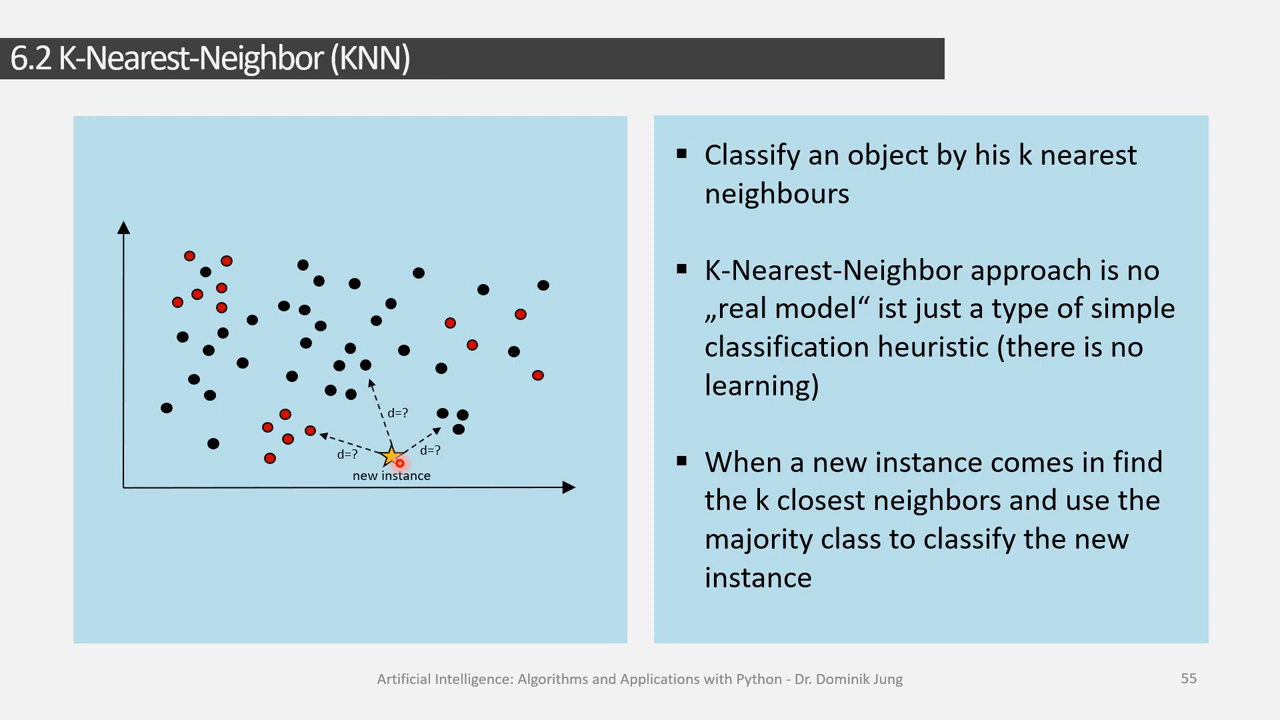 6.2 K-Nearest-Neighbor (KNN)
d=?
d=?
d=?
new instance
▪ Classify an object by his k nearest
neighbours
▪ K-Nearest-Neighbor approach is no
„real model“ ist just a type of simple
classification heuristic (there is no
learning)
▪ When a new instance comes in find
the k closest neighbors and use the
majority class to classify the new
instance
Artificial Intelligence: Algorithms and Applications with Python - Dr. Dominik Jung
55